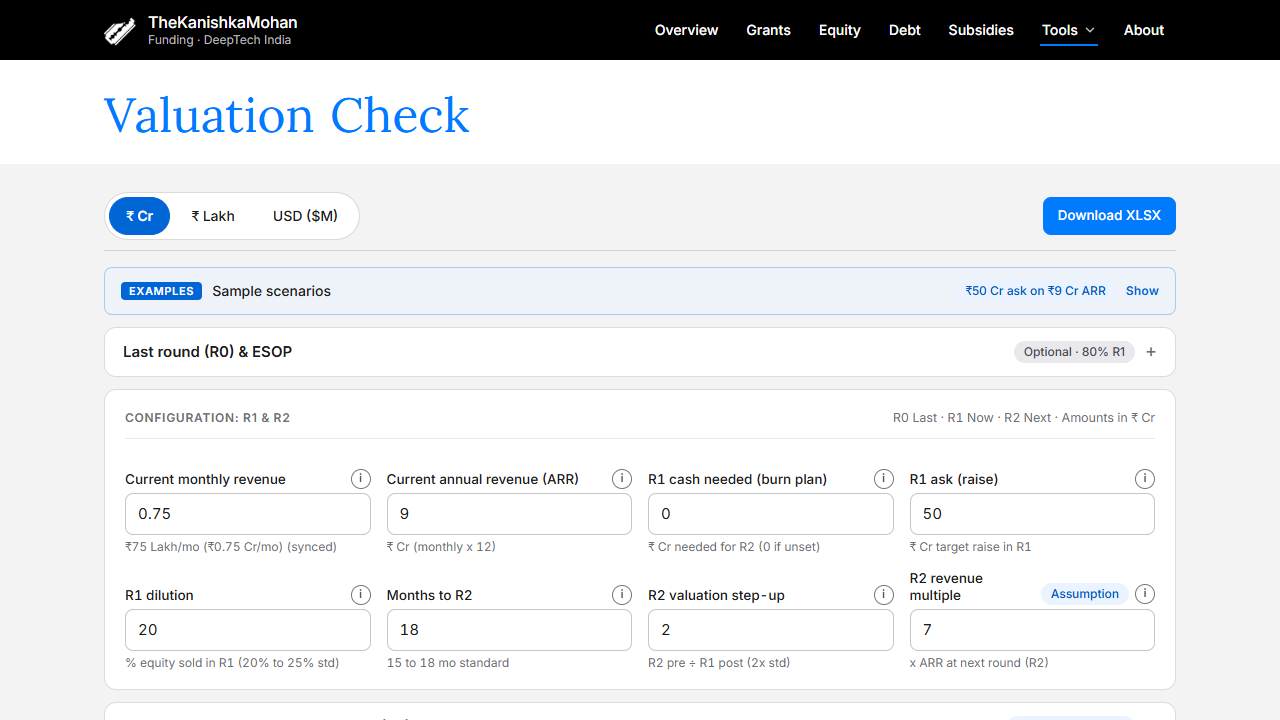 TheKanishkaMohan
Funding · DeepTech India
Overview Grants Equity Debt Subsidies Tools About
Valuation Check
₹ Cr ₹ Lakh USD ($M) Download XLSX
EXAMPLES Sample scenarios ₹50 Cr ask on ₹9 Cr ARR Show
Last round (R0) & ESOP Optional · 80% R1 +
CONFIGURATION: R1 & R2 R0 Last · R1 Now · R2 Next · Amounts in ₹ Cr
Current monthly revenue i Current annual revenue (ARR) i R1 cash needed (burn plan) i R1 ask (raise) i
0.75 9 0 50
₹75 Lakh/mo (₹0.75 Cr/mo) (synced) ₹ Cr (monthly x 12) ₹ Cr needed for R2 (0 if unset) ₹ Cr target raise in R1
R1 dilution i Months to R2 i R2 valuation step-up i R2 revenue multiple Assumption i
20 18 2 7
% equity sold in R1 (20% to 25% std) 15 to 18 mo standard R2 pre ÷ R1 post (2x std) x ARR at next round (R2)